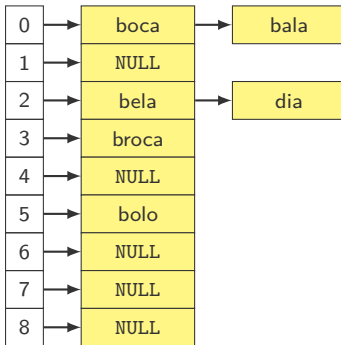 0 boca bala
1 NULL
2 bela dia
3 broca
4 NULL
5 bolo
6 NULL
7 NULL
8 NULL